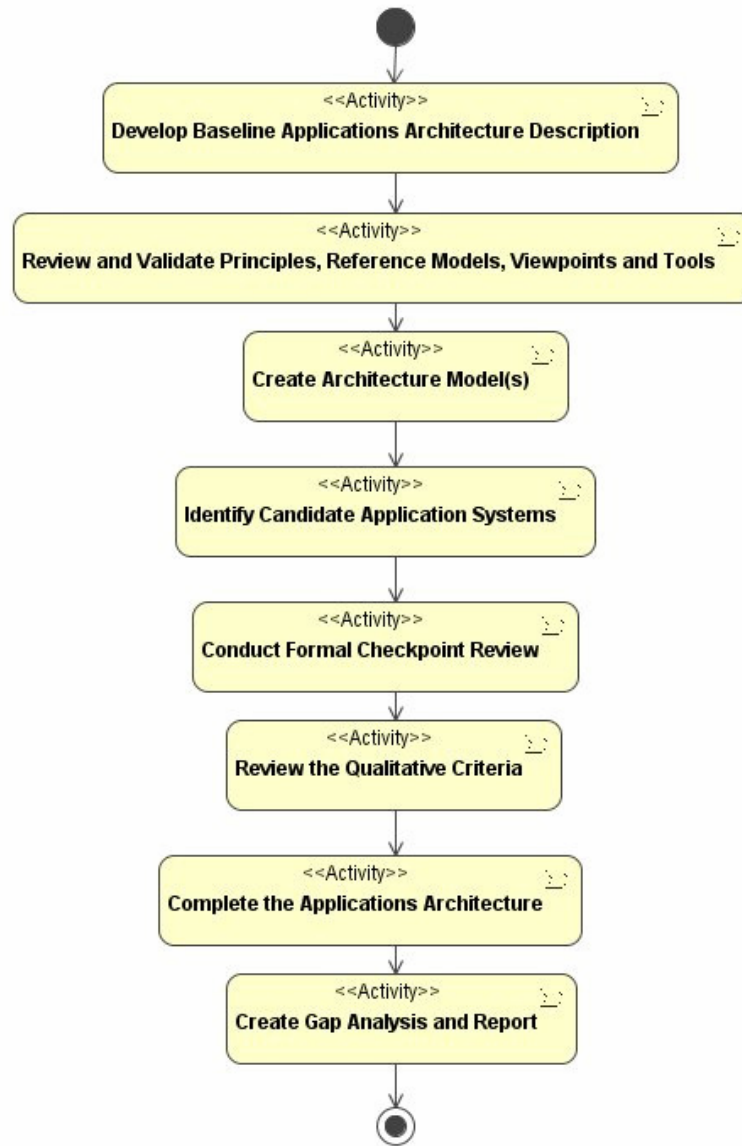 <<Activity>>
Develop Baseline Applications Architecture Description
<<Activity>>
Review and Validate Principles, Reference Models, Viewpoints and Tools
<<Activity>>
Create Architecture Model(s)
<<Activity>>
Identify Candidate Application Systems
<<Activity>>
Conduct Formal Checkpoint Review
<<Activity>>
Review the Qualitative Criteria
<<Activity>>
Complete the Applications Architecture
<<Activity>>
Create Gap Analysis and Report